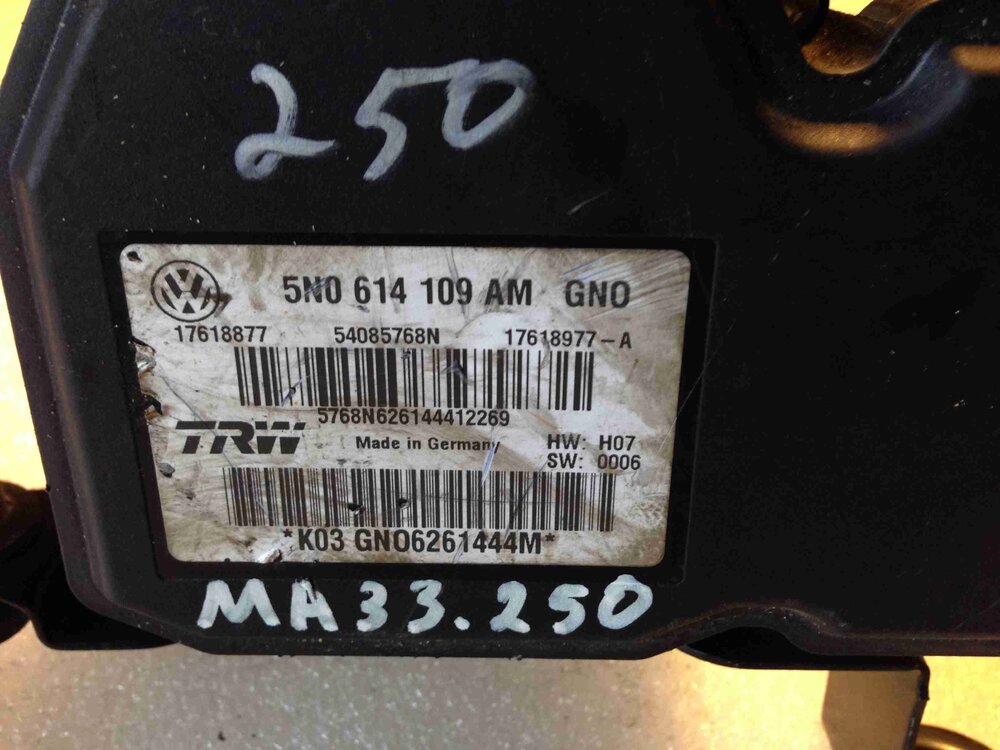 250
5N0 614 109 AM GNO
17618877 54085768N 17618977-A
5768N626144412269
TRW Made in Germany HW: H07
SW: 0006
*K03 GNO6261444M*
MA33.250